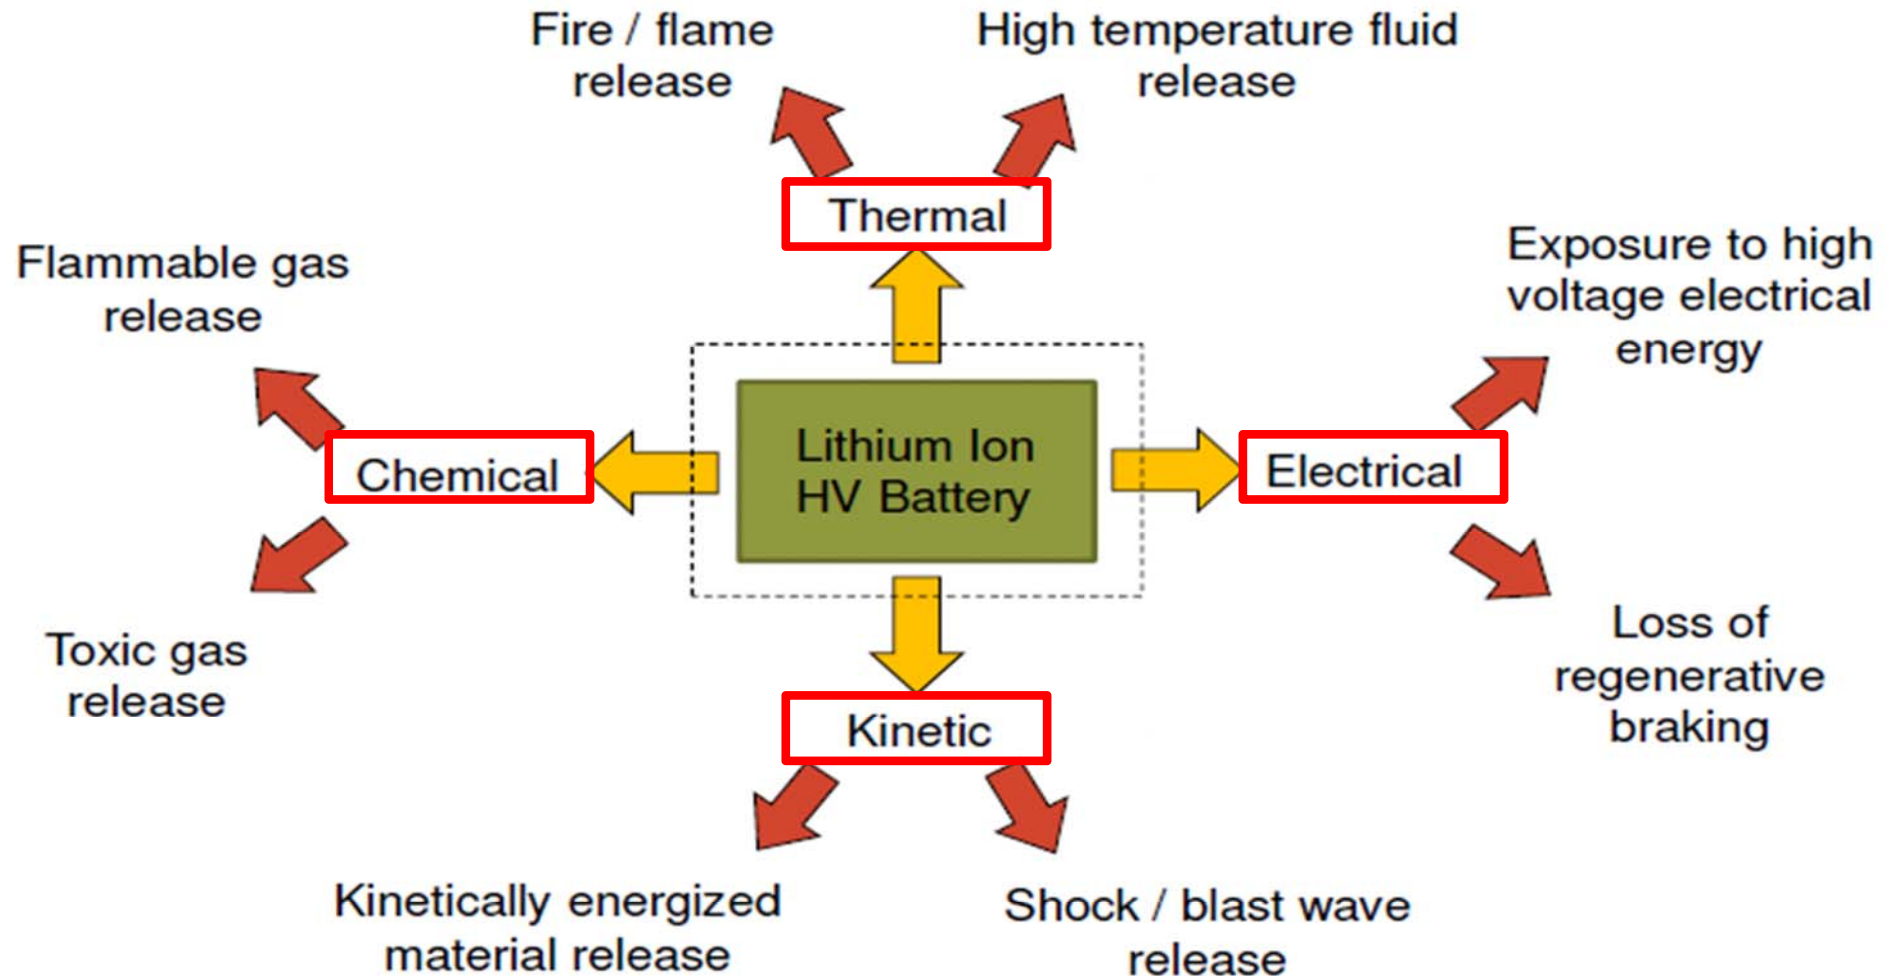 Fire / flame
release
High temperature fluid
release
Thermal
Flammable gas
release
Exposure to high
voltage electrical
energy
Chemical
Lithium Ion
HV Battery
Electrical
Toxic gas
release
Loss of
regenerative
braking
Kinetic
Kinetically energized
material release
Shock / blast wave
release